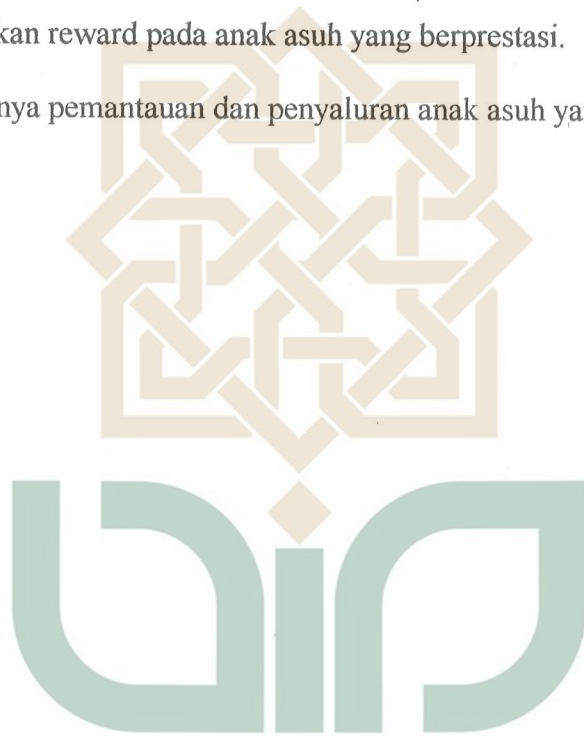 kan reward pada anak asuh yang berprestasi.
nya pemantauan dan penyaluran anak asuh ya